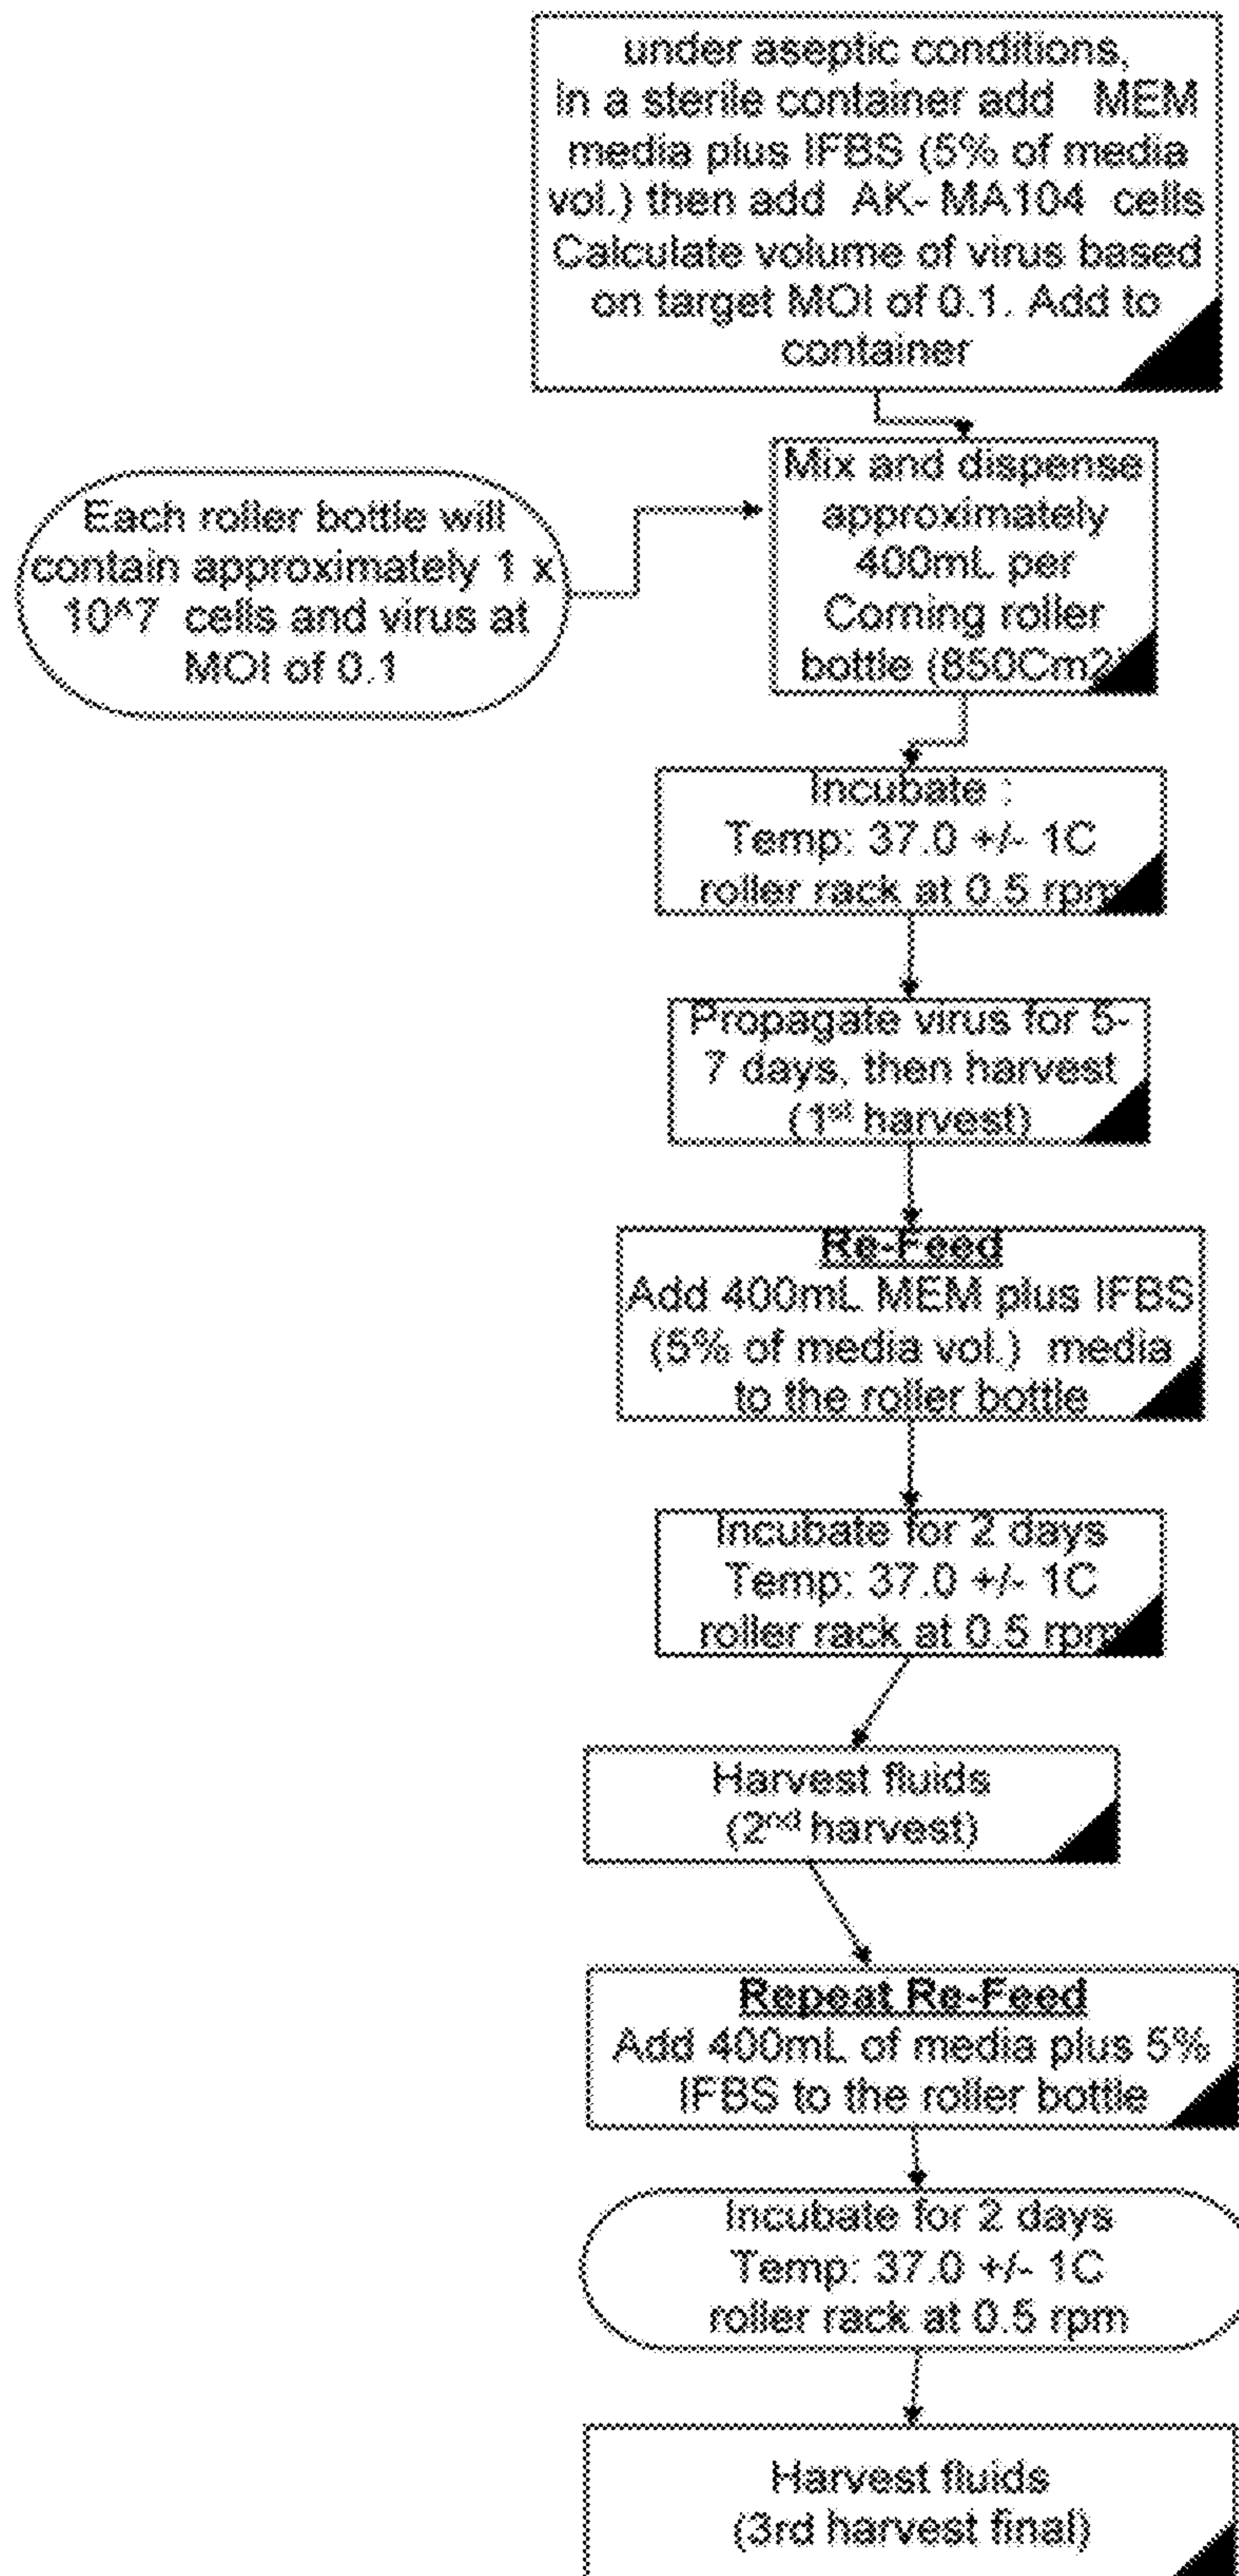 under aseptic conditions,
In a sterile container add MEM
media plus IFBS (5% of media
vol.) then add AK- MA104 cells
Calculate volume of virus based
on target MOI of 0.1. Add to
container
Each roller bottle will
contain approximately 1 x
10^7 cells and virus at
MOI of 0.1
Mix and dispense
approximately
400mL per
Corning roller
bottle (850Cm2)
Incubate :
Temp: 37.0 +/- 1C
roller rack at 0.5 rpm
Propagate virus for 5-
7 days, then harvest
(1st harvest)
Re-Feed
Add 400mL MEM plus IFBS
(5% of media vol.) media
to the roller bottle
Incubate for 2 days
Temp: 37.0 +/- 1C
roller rack at 0.5 rpm
Harvest fluids
(2nd harvest)
Repeat Re-Feed
Add 400mL of media plus 5%
IFBS to the roller bottle
Incubate for 2 days
Temp: 37.0 +/- 1C
roller rack at 0.5 rpm
Harvest fluids
(3rd harvest final)